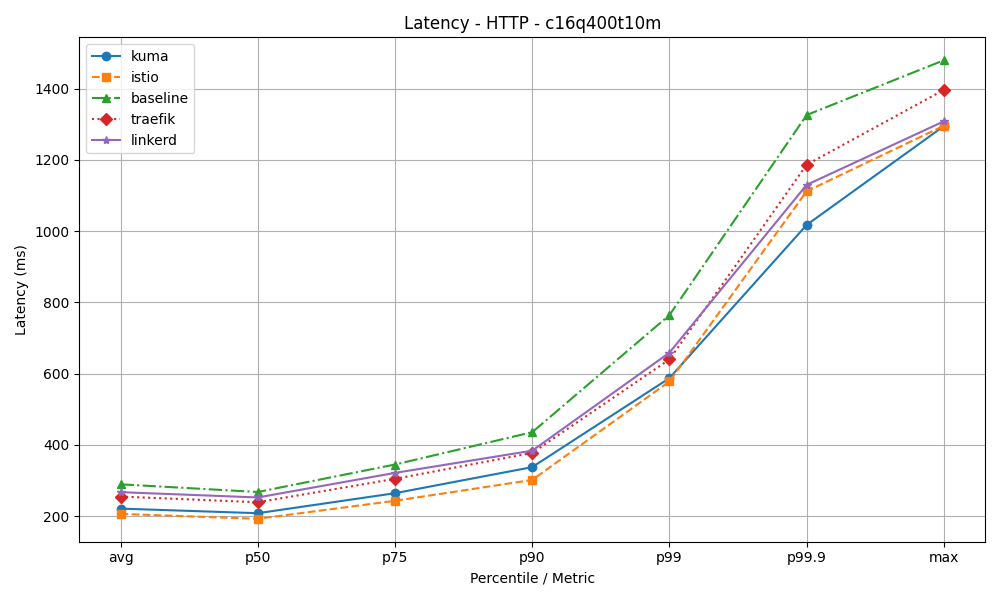 Latency - HTTP - c16q400t10m
kuma
istio
baseline
traefik
linkerd
Latency (ms)
1400
1200
1000
800
600
400
200
avg p50 p75 p90 p99 p99.9 max
Percentile / Metric